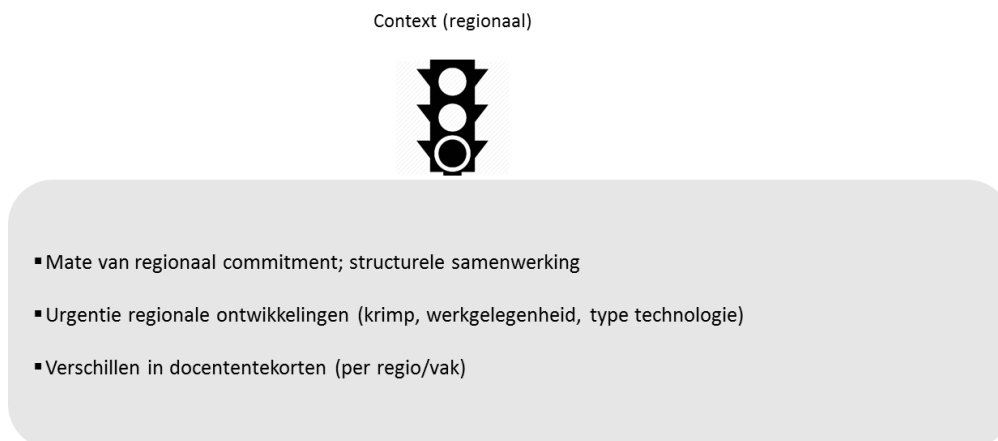 Context (regionaal)
▪ Mate van regionaal commitment; structurele samenwerking
▪ Urgentie regionale ontwikkelingen (krimp, werkgelegenheid, type technologie)
▪ Verschillen in docententekorten (per regio/vak)